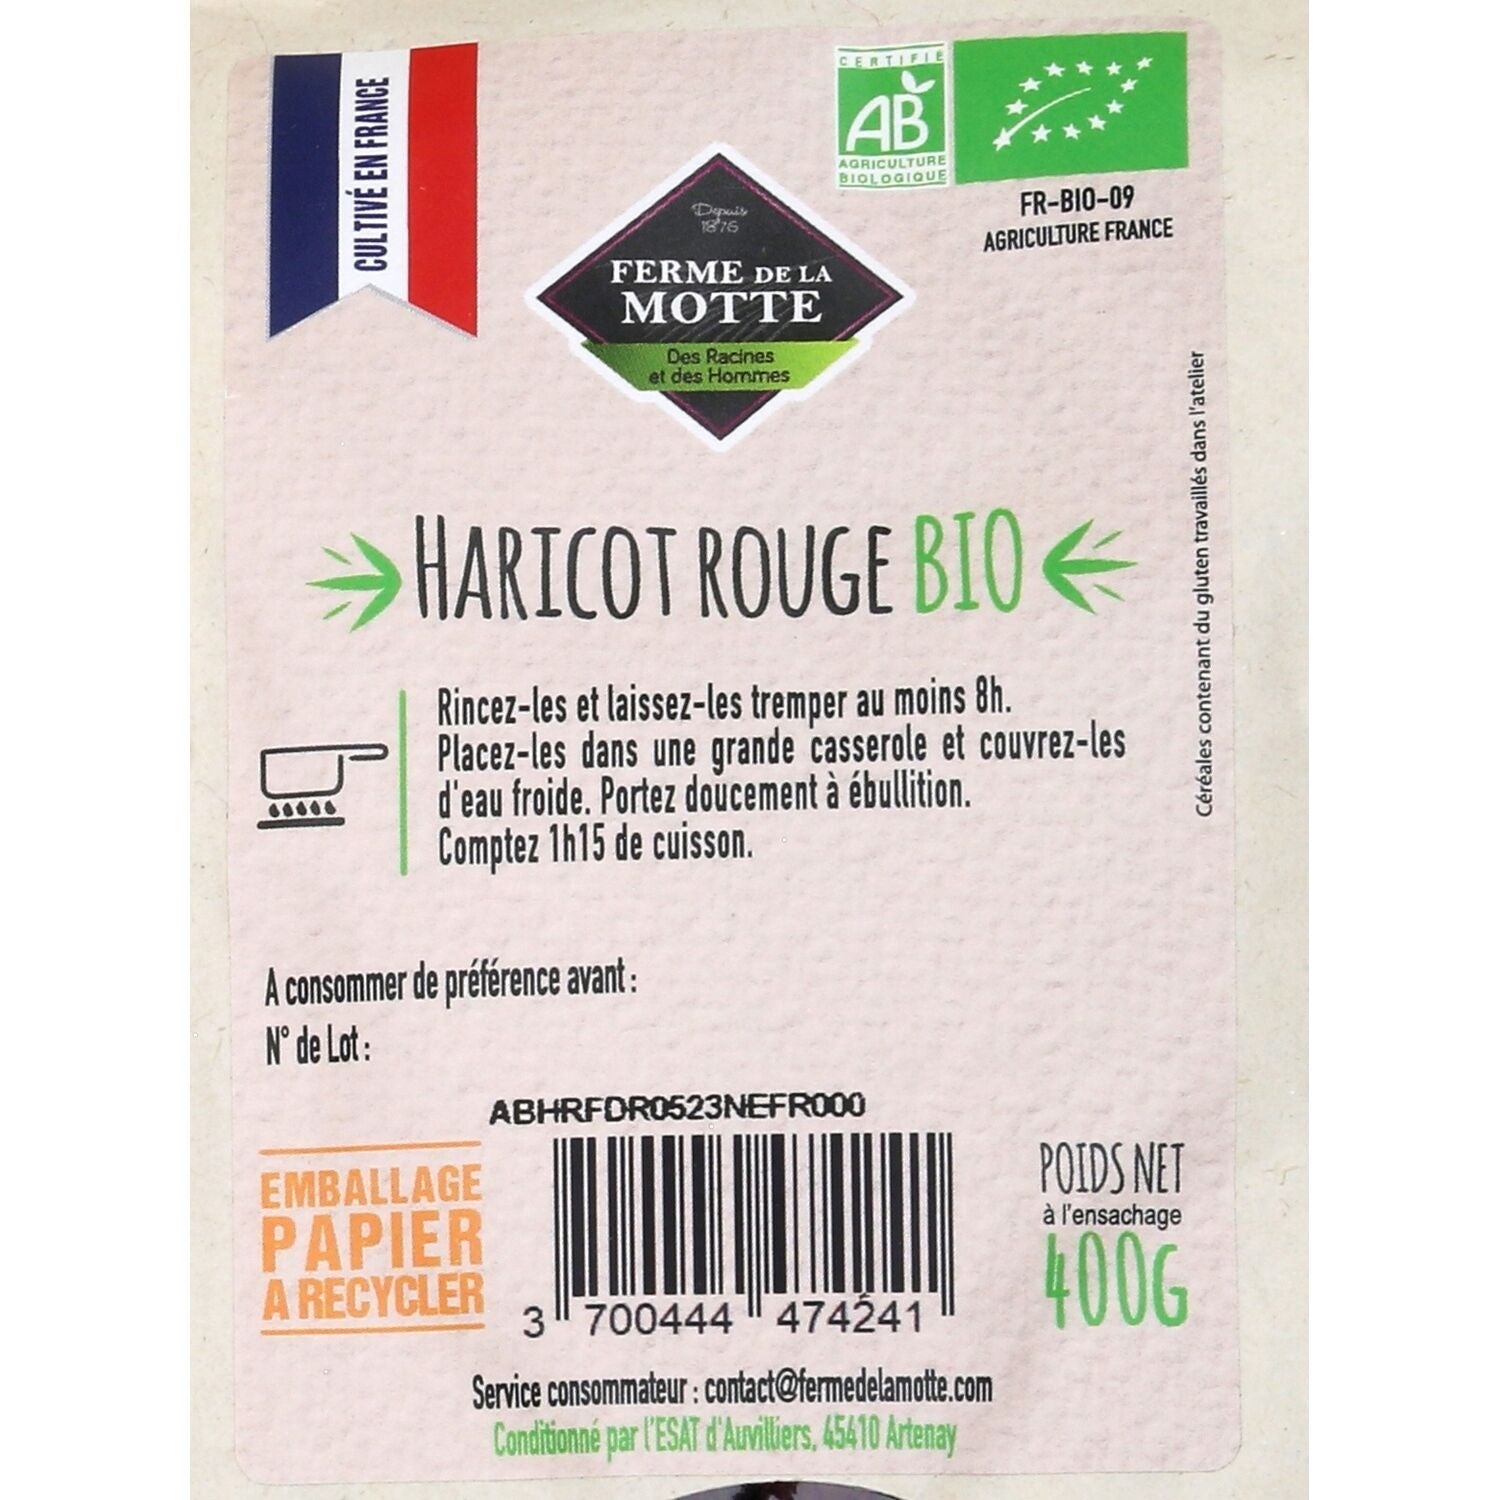 CULTIVÉ EN FRANCE
CERTIFIÉ
AB
AGRICULTURE
BIOLOGIQUE
FR-BIO-09
AGRICULTURE FRANCE
Depuis
1876
FERME DE LA
MOTTE
Des Racines
et des Hommes
HARICOT ROUGE BIO
Rincez-les et laissez-les tremper au moins 8h.
Placez-les dans une grande casserole et couvrez-les
d'eau froide. Portez doucement à ébullition.
Comptez 1h15 de cuisson.
Céréales contenant du gluten travaillés dans l'atelier
A consommer de préférence avant :
N° de Lot :
ABHRFDR0523NEFR000
EMBALLAGE
PAPIER
A RECYCLER
3 700444 474241
POIDS NET
à l'ensachage
400G
Service consommateur : contact@fermedelamotte.com
Conditionné par l'ESAT d'Auvilliers, 45410 Artenay